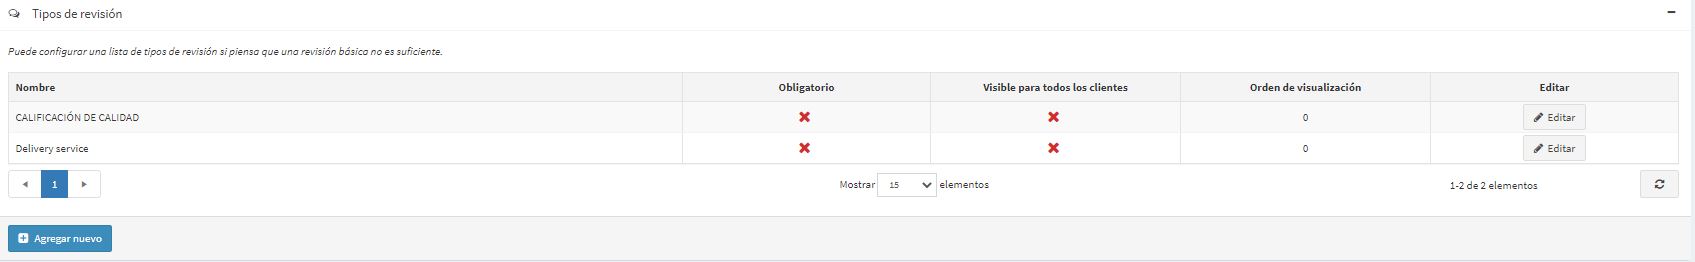 Tipos de revisión
Puede configurar una lista de tipos de revisión si piensa que una revisión básica no es suficiente.
Nombre Obligatorio Visible para todos los clientes Orden de visualización Editar
CALIFICACIÓN DE CALIDAD 0 Editar
Delivery service 0 Editar
1 Mostrar 15 elementos 1-2 de 2 elementos
Agregar nuevo